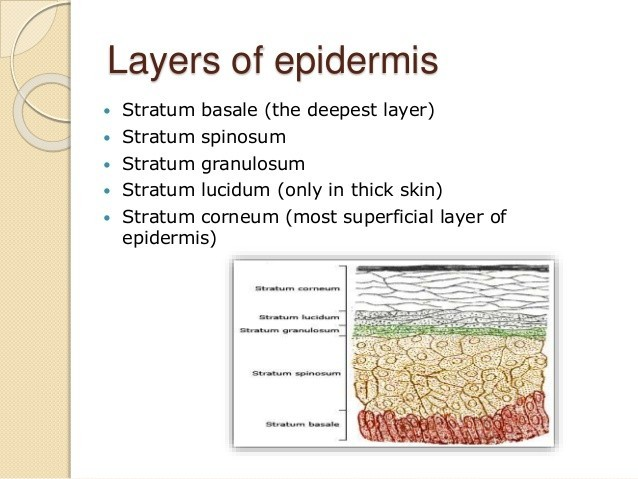 Layers of epidermis
• Stratum basale (the deepest layer)
• Stratum spinosum
• Stratum granulosum
• Stratum lucidum (only in thick skin)
• Stratum corneum (most superficial layer of
epidermis)
Stratum corneum
Stratum lucidum
Stratum granulosum
Stratum spinosum
Stratum basale